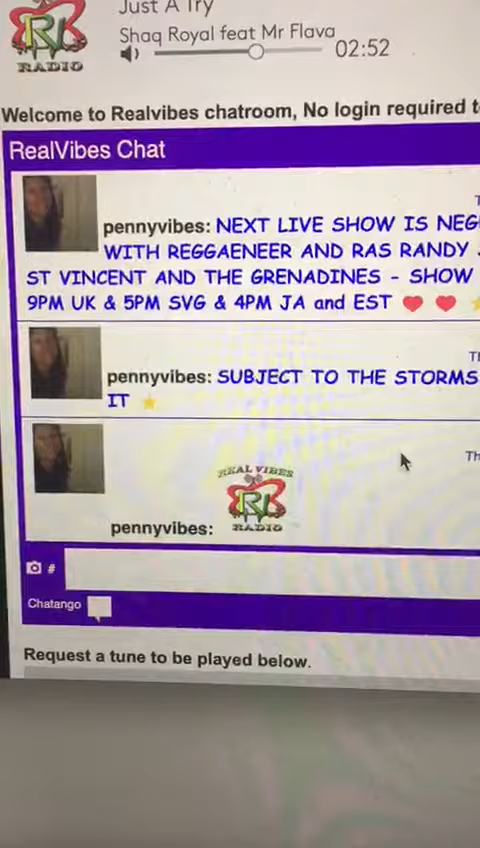 Just A Try
Shaq Royal feat Mr Flava
RADIO
02:52
Welcome to Realvibes chatroom, No login required
RealVibes Chat
pennyvibes: NEXT LIVE SHOW IS
WITH REGGAENEER AND RAS RANDY
ST VINCENT AND THE GRENADINES - SHOW
9PM UK & 5PM SVG & 4PM JA and EST ❤️ ❤️
pennyvibes: SUBJECT TO THE STORMS
IT ⭐
REAL VIBES
RADIO
pennyvibes:
#
Chatango
Request a tune to be played below.